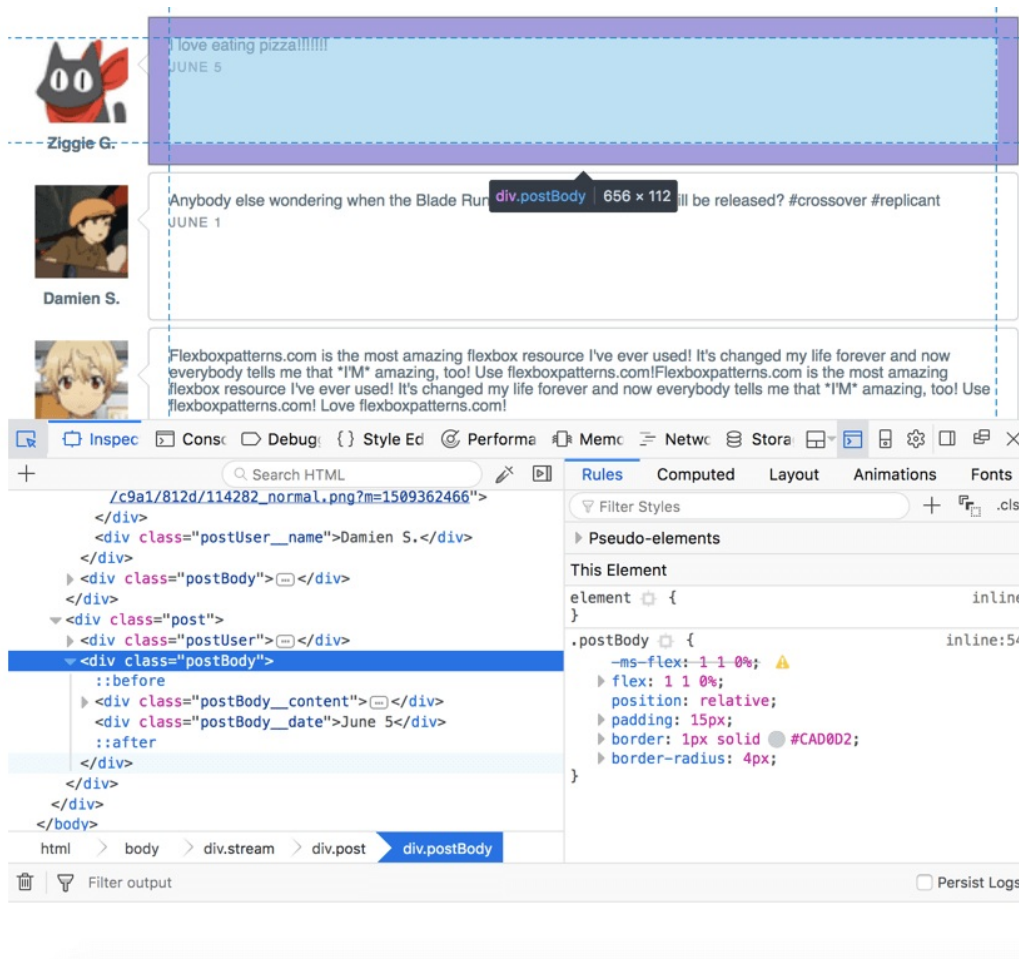 I love eating pizza!!!!!!!
JUNE 5
Ziggie G.
Anybody else wondering when the Blade Run
div.postBody 656 × 112
ill be released? #crossover #replicant
JUNE 1
Damien S.
Flexboxpatterns.com is the most amazing flexbox resource I've ever used! It's changed my life forever and now
everybody tells me that *I'M* amazing, too! Use flexboxpatterns.com!Flexboxpatterns.com is the most amazing
flexbox resource I've ever used! It's changed my life forever and now everybody tells me that *I'M* amazing, too! Use
flexboxpatterns.com! Love flexboxpatterns.com!
Inspec Conso Debug { } Style Ed Performa Memo Netwo Stora
+ Search HTML
Rules Computed Layout Animations Fonts
/c9a1/812d/114282_normal.png?m=1509362466">
</div>
<div class="postUser__name">Damien S.</div>
</div>
<div class="postBody">…</div>
</div>
<div class="post">
<div class="postUser">…</div>
<div class="postBody">
::before
<div class="postBody__content">…</div>
<div class="postBody__date">June 5</div>
::after
</div>
</div>
</div>
</body>
Filter Styles + .cls
Pseudo-elements
This Element
element { inline
}
.postBody { inline:54
-ms-flex: 1 1 0%;
flex: 1 1 0%;
position: relative;
padding: 15px;
border: 1px solid #CAD0D2;
border-radius: 4px;
}
html body div.stream div.post div.postBody
Filter output
Persist Logs